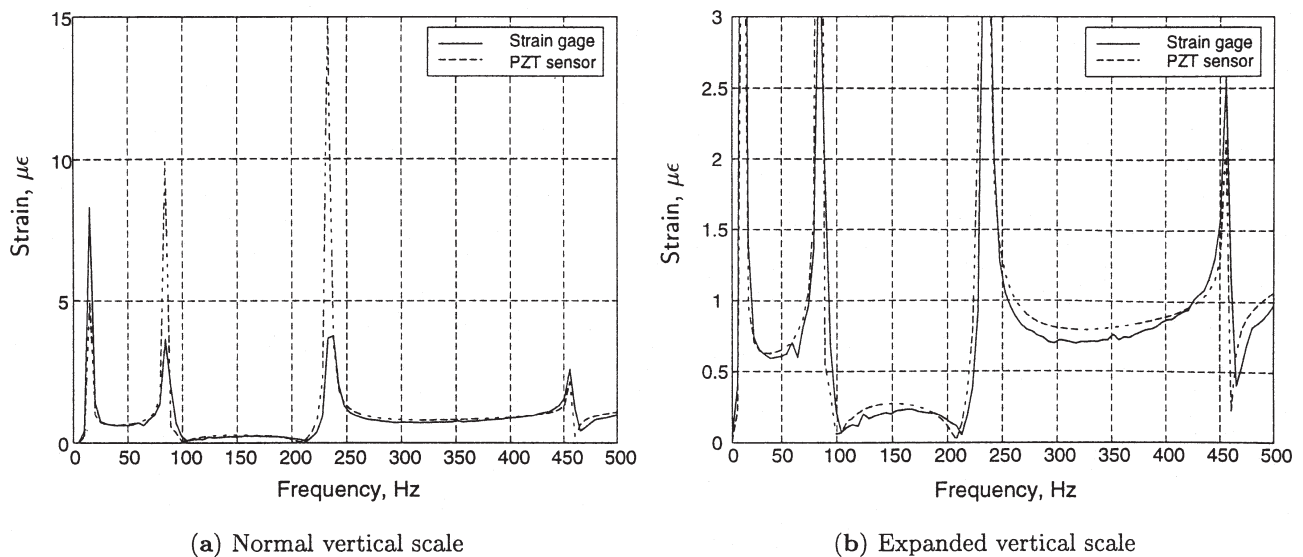 15
10
5
0
Strain, με
Strain gage
PZT sensor
0 50 100 150 200 250 300 350 400 450 500
Frequency, Hz
(a) Normal vertical scale
3
2.5
2
1.5
1
0.5
0
Strain, με
Strain gage
PZT sensor
0 50 100 150 200 250 300 350 400 450 500
Frequency, Hz
(b) Expanded vertical scale